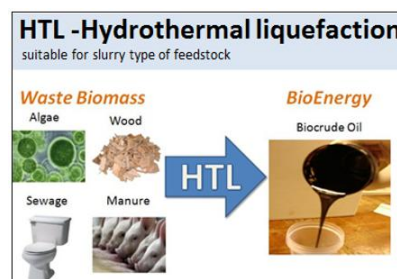 HTL -Hydrothermal liquefaction
suitable for slurry type of feedstock
Waste Biomass
BioEnergy
Algae
Wood
Biocrude Oil
HTL
Sewage
Manure